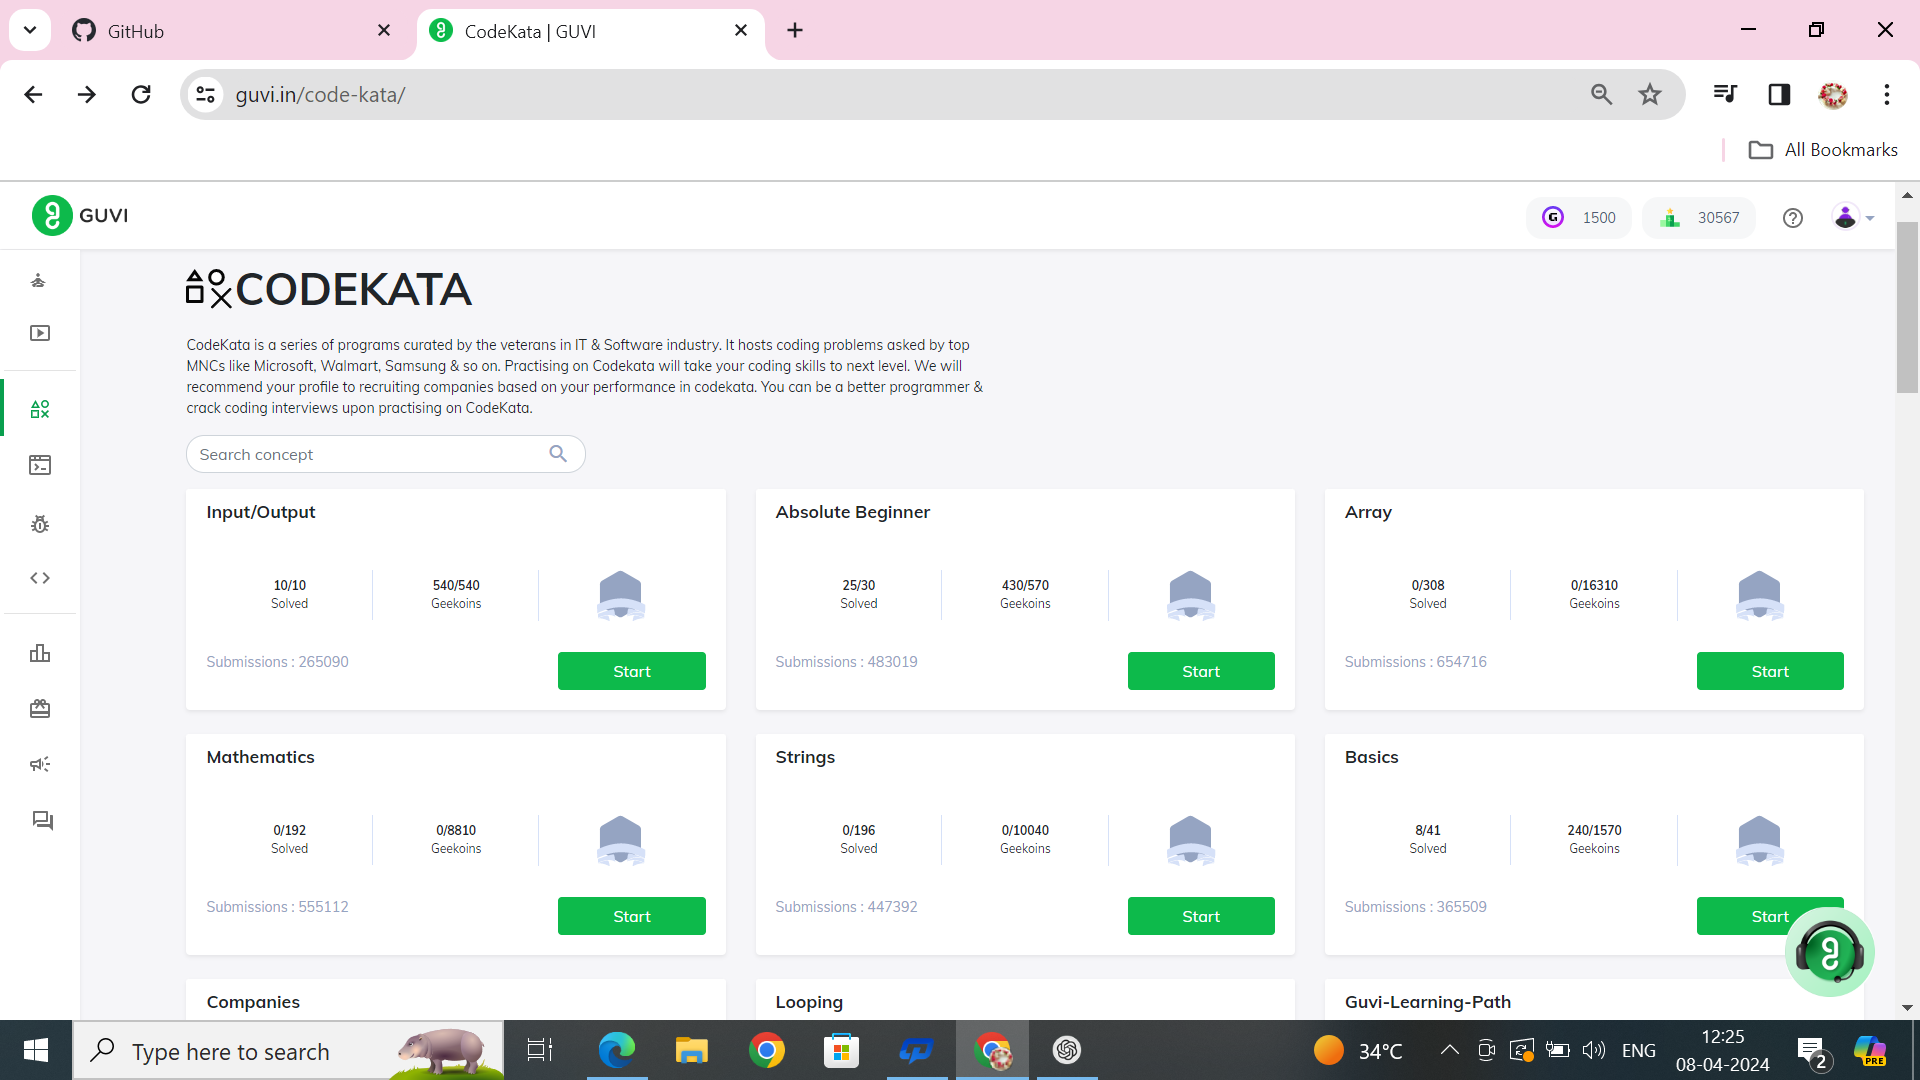 GitHub
CodeKata | GUVI
guvi.in/code-kata/
All Bookmarks
GUVI
1500
30567
CODEKATA
CodeKata is a series of programs curated by the veterans in IT & Software industry. It hosts coding problems asked by top
MNCs like Microsoft, Walmart, Samsung & so on. Practising on Codekata will take your coding skills to next level. We will
recommend your profile to recruiting companies based on your performance in codekata. You can be a better programmer &
crack coding interviews upon practising on CodeKata.
Search concept
Input/Output
10/10
Solved
540/540
Geekoins
Submissions : 265090
Start
Absolute Beginner
25/30
Solved
430/570
Geekoins
Submissions : 483019
Start
Array
0/308
Solved
0/16310
Geekoins
Submissions : 654716
Start
Mathematics
0/192
Solved
0/8810
Geekoins
Submissions : 555112
Start
Strings
0/196
Solved
0/10040
Geekoins
Submissions : 447392
Start
Basics
8/41
Solved
240/1570
Geekoins
Submissions : 365509
Start
Companies
Looping
Guvi-Learning-Path
Type here to search
34°C
ENG
12:25
08-04-2024
2
PRE